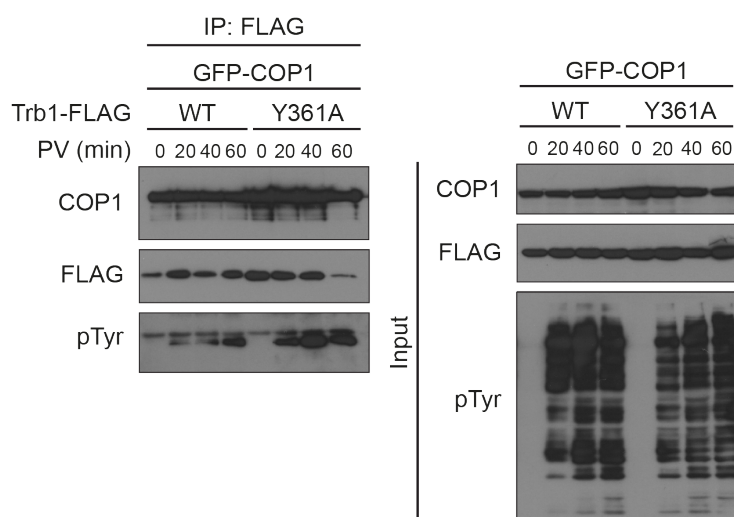 IP: FLAG
GFP-COP1
Trb1-FLAG WT Y361A
PV (min) 0 20 40 60 0 20 40 60
COP1
FLAG
pTyr
GFP-COP1
WT Y361A
0 20 40 60 0 20 40 60
Input
COP1
FLAG
pTyr